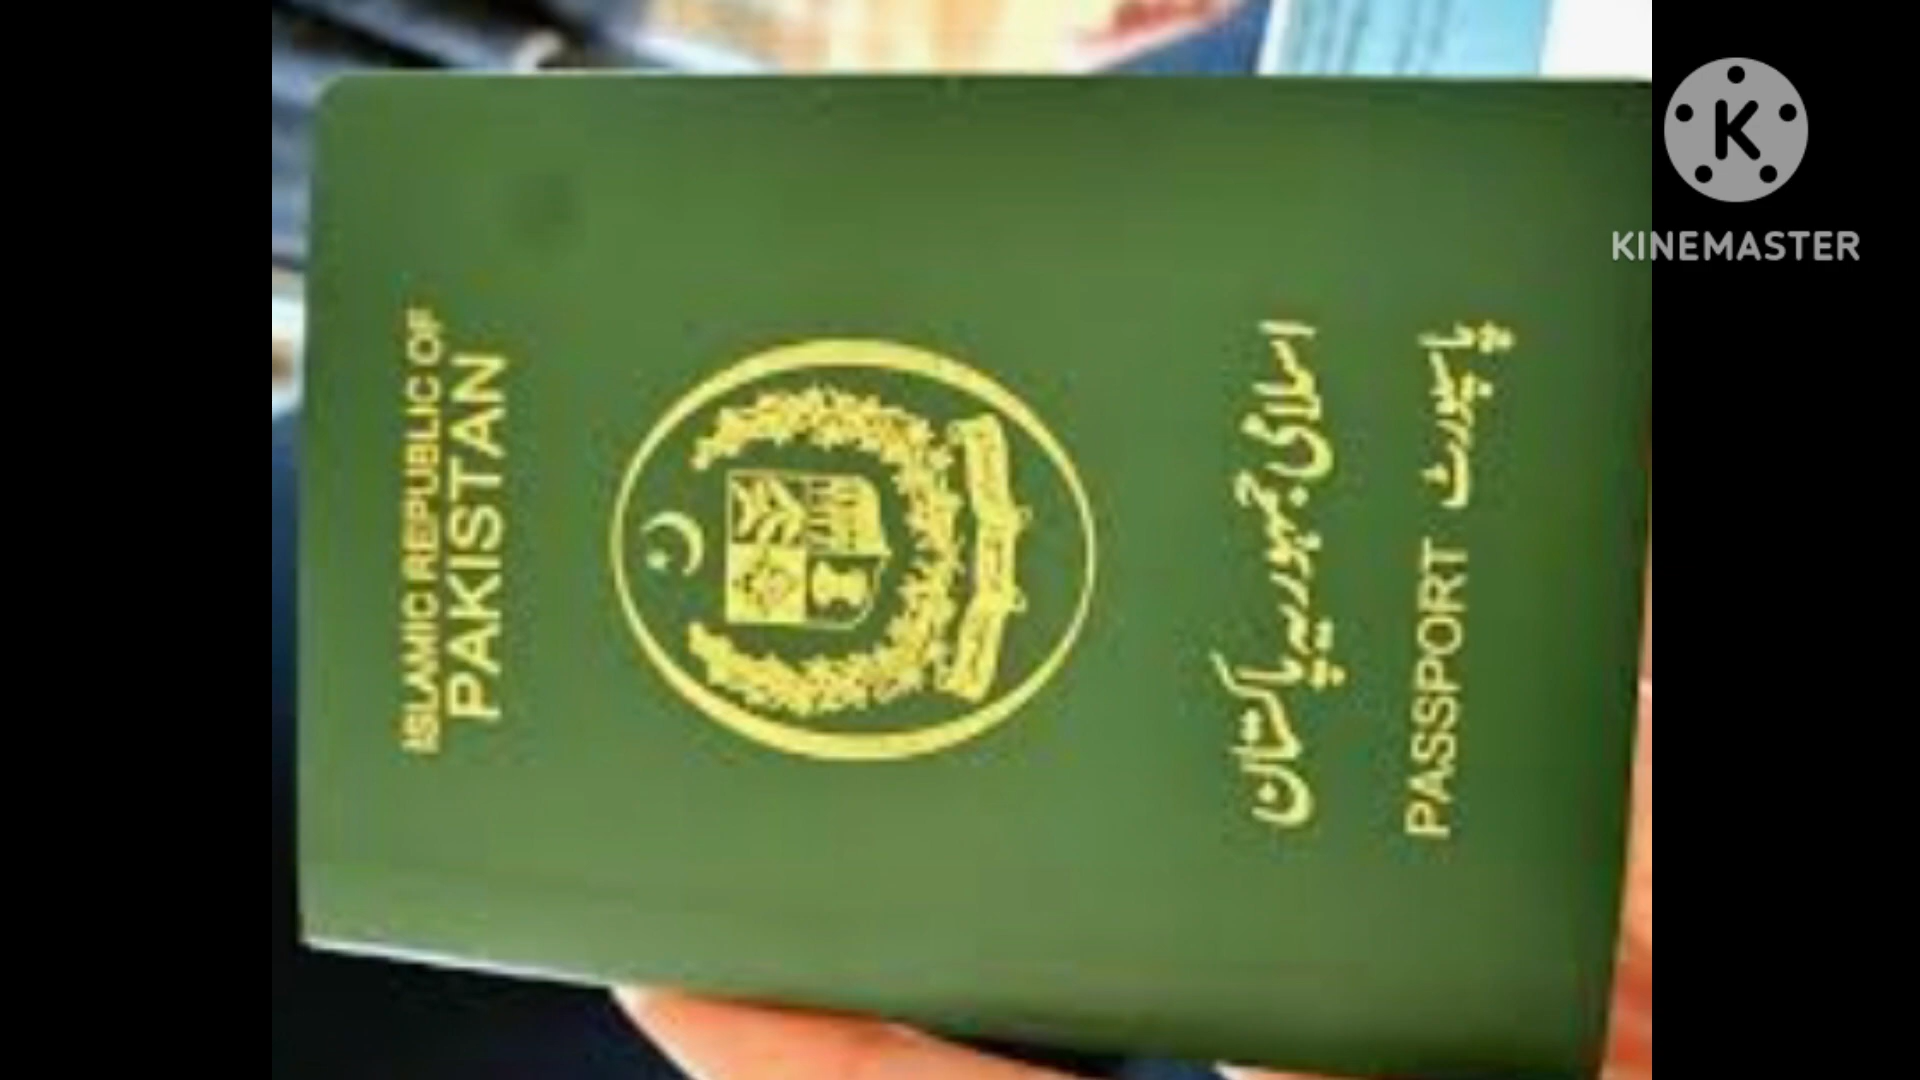 ISLAMIC REPUBLIC OF
PAKISTAN
اسلامی جمہوریہ پاکستان
PASSPORT پاسپورٹ
K
KINEMASTER